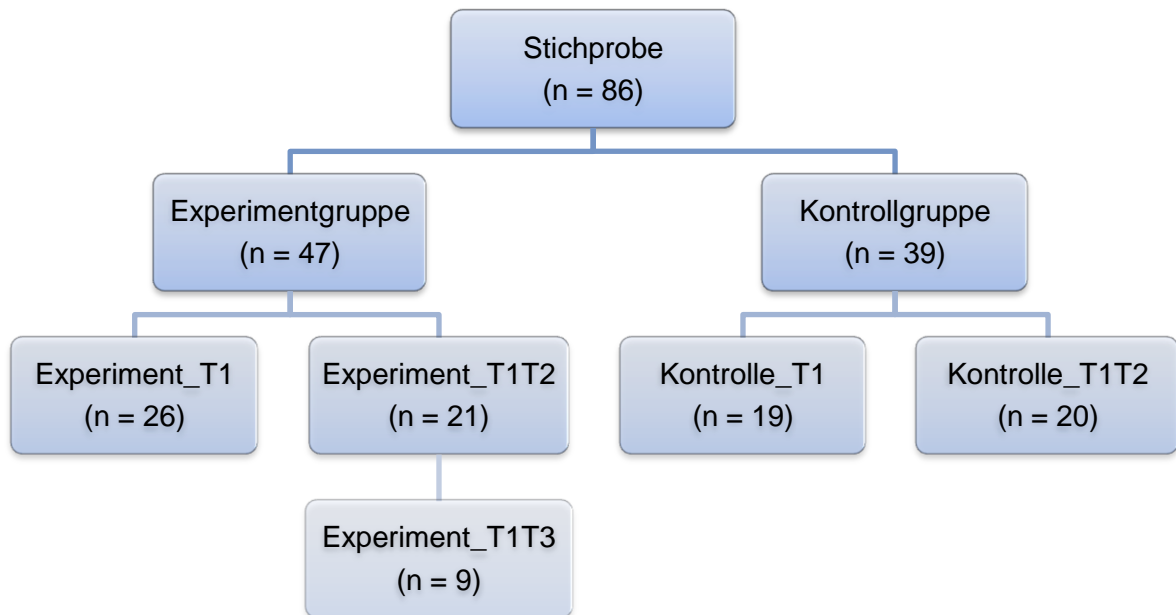 Stichprobe
(n = 86)
Experimentgruppe
(n = 47)
Kontrollgruppe
(n = 39)
Experiment_T1
(n = 26)
Experiment_T1T2
(n = 21)
Kontrolle_T1
(n = 19)
Kontrolle_T1T2
(n = 20)
Experiment_T1T3
(n = 9)